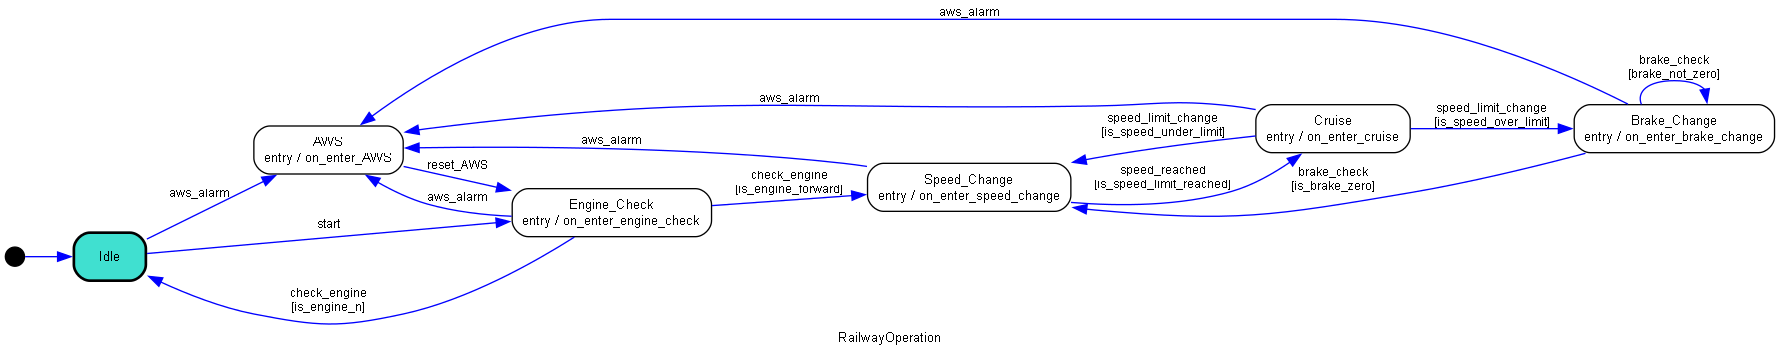 aws_alarm
brake_check
[brake_not_zero]
aws_alarm
speed_limit_change
[is_speed_over_limit]
speed_limit_change
[is_speed_under_limit]
Cruise
entry / on_enter_cruise
Brake_Change
entry / on_enter_brake_change
AWS
entry / on_enter_AWS
aws_alarm
reset_AWS
check_engine
[is_engine_forward]
speed_reached
[is_speed_limit_reached]
brake_check
[is_brake_zero]
Speed_Change
entry / on_enter_speed_change
aws_alarm
aws_alarm
Engine_Check
entry / on_enter_engine_check
start
Idle
check_engine
[is_engine_n]
RailwayOperation